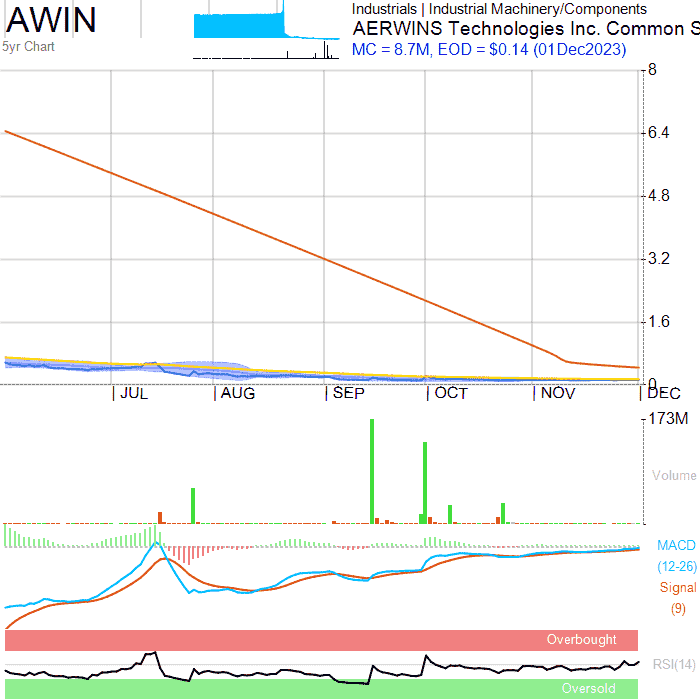 AWIN
5yr Chart
Industrials | Industrial Machinery/Components
AERWINS Technologies Inc. Common S
MC = 8.7M, EOD = $0.14 (01Dec2023)
8
6.4
4.8
3.2
1.6
0
JUL
AUG
SEP
OCT
NOV
DEC
173M
Volume
MACD
(12-26)
Signal
(9)
Overbought
RSI(14)
Oversold